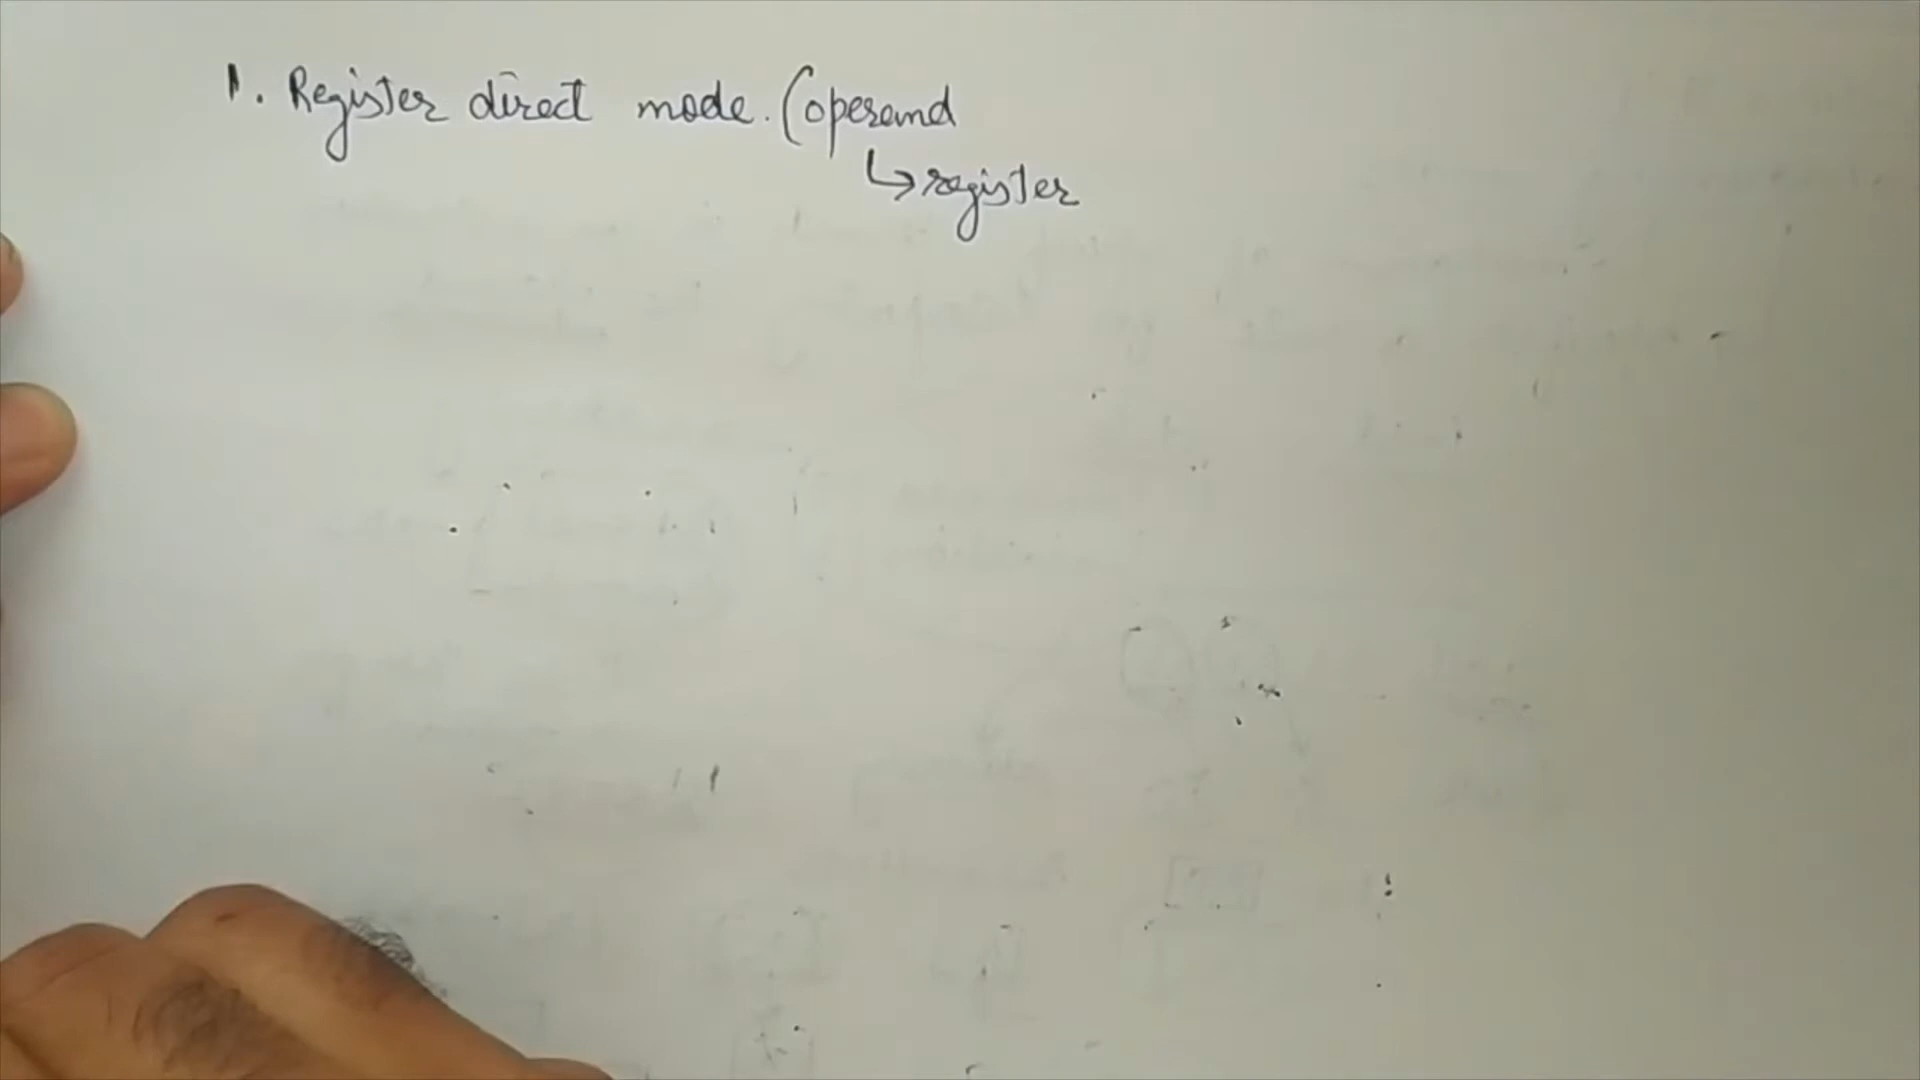 1. Register direct mode. (operand
↳ register